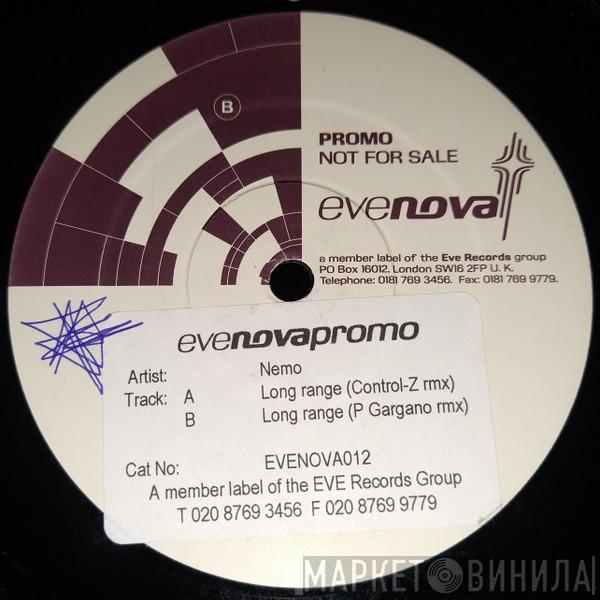 B
PROMO
NOT FOR SALE
evenova
a member label of the Eve Records group
PO Box 16012, London SW16 2FP U. K.
Telephone: 0181 769 3456. Fax: 0181 769 9779.
evenovapromo
Artist: Nemo
Track: A Long range (Control-Z rmx)
B Long range (P Gargano rmx)
Cat No: EVENOVA012
A member label of the EVE Records Group
T 020 8769 3456 F 020 8769 9779
МАРКЕТ ВИНИЛА